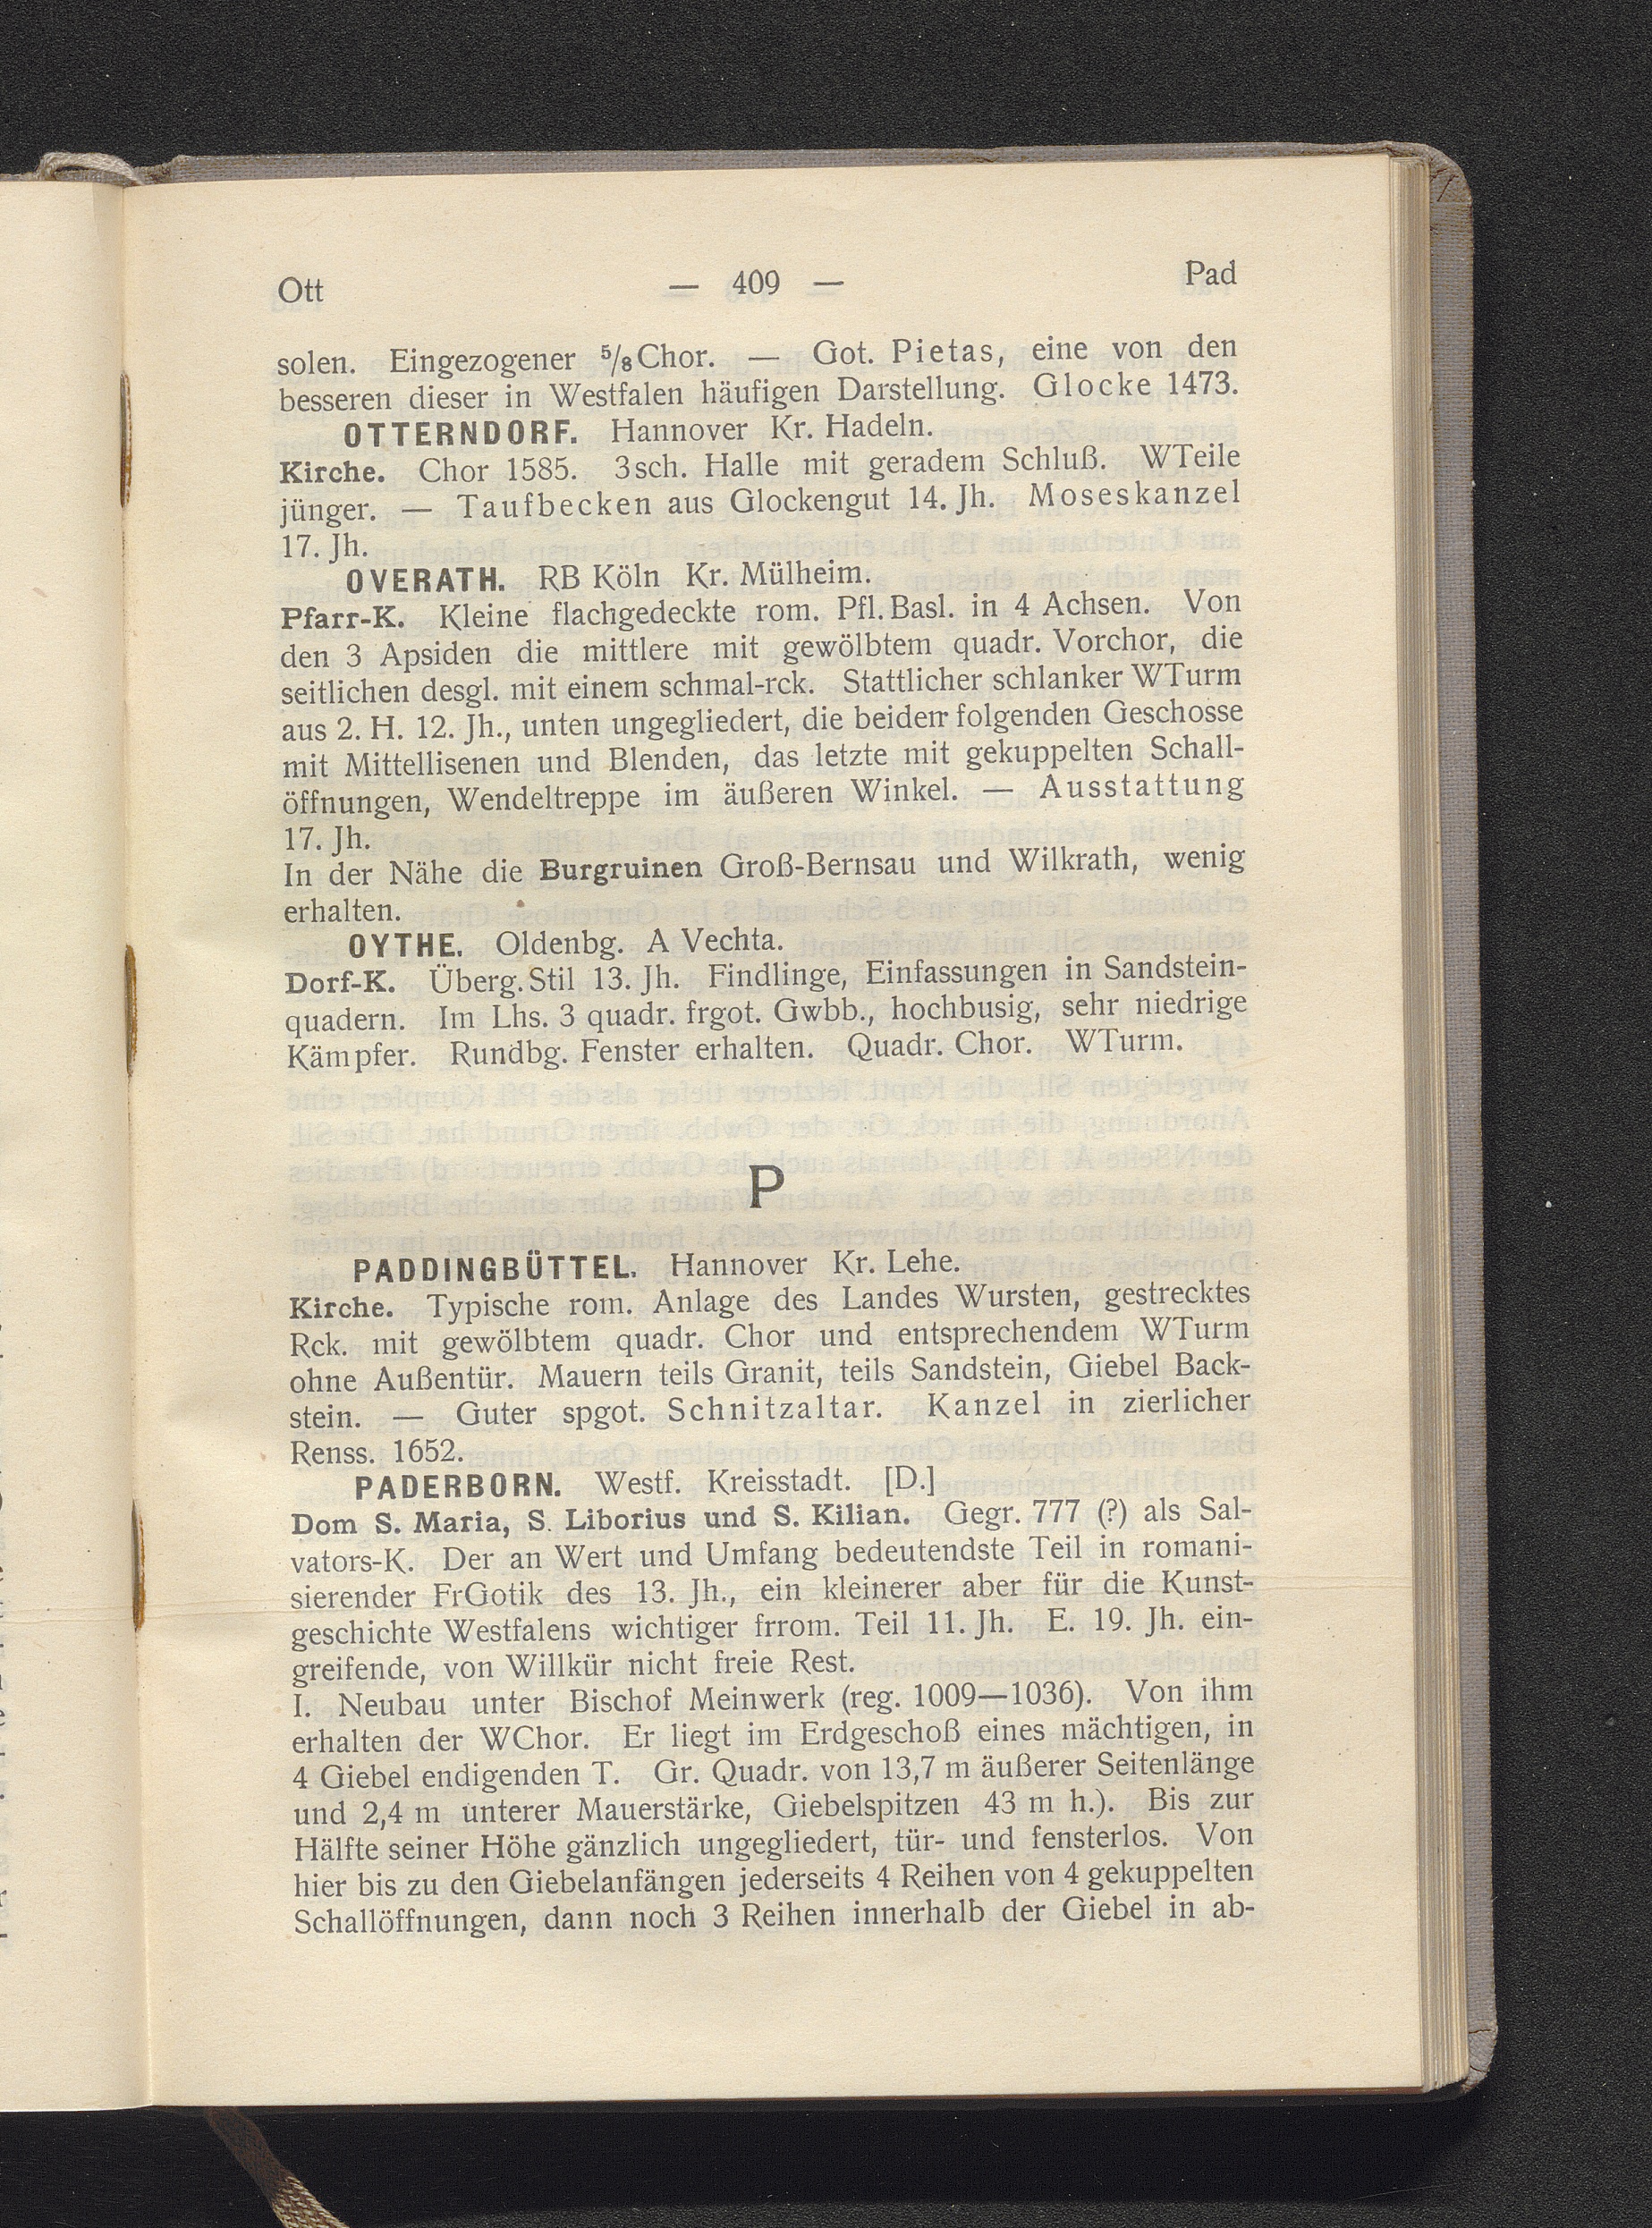 Ott — 409 — Pad
solen. Eingezogener 5/8 Chor. — Got. Pietas, eine von den
besseren dieser in Westfalen häufigen Darstellung. Glocke 1473.
OTTERNDORF. Hannover Kr. Hadeln.
Kirche. Chor 1585. 3sch. Halle mit geradem Schluß. WTeile
jünger. — Taufbecken aus Glockengut 14. Jh. Moseskanzel
17. Jh.
OVERATH. RB Köln Kr. Mülheim.
Pfarr-K. Kleine flachgedeckte rom. Pfl. Basl. in 4 Achsen. Von
den 3 Apsiden die mittlere mit gewölbtem quadr. Vorchor, die
seitlichen desgl. mit einem schmal-rck. Stattlicher schlanker WTurm
aus 2. H. 12. Jh., unten ungegliedert, die beiden folgenden Geschosse
mit Mittellisenen und Blenden, das letzte mit gekuppelten Schall-
öffnungen, Wendeltreppe im äußeren Winkel. — Ausstattung
17. Jh.
In der Nähe die Burgruinen Groß-Bernsau und Wilkrath, wenig
erhalten.
OYTHE. Oldenbg. A Vechta.
Dorf-K. Überg. Stil 13. Jh. Findlinge, Einfassungen in Sandstein-
quadern. Im Lhs. 3 quadr. frgot. Gwbb., hochbusig, sehr niedrige
Kämpfer. Rundbg. Fenster erhalten. Quadr. Chor. WTurm.
P
PADDINGBÜTTEL. Hannover Kr. Lehe.
Kirche. Typische rom. Anlage des Landes Wursten, gestrecktes
Rck. mit gewölbtem quadr. Chor und entsprechendem WTurm
ohne Außentür. Mauern teils Granit, teils Sandstein, Giebel Back-
stein. — Guter spgot. Schnitzaltar. Kanzel in zierlicher
Renss. 1652.
PADERBORN. Westf. Kreisstadt. [D.]
Dom S. Maria, S. Liborius und S. Kilian. Gegr. 777 (?) als Sal-
vators-K. Der an Wert und Umfang bedeutendste Teil in romani-
sierender FrGotik des 13. Jh., ein kleinerer aber für die Kunst-
geschichte Westfalens wichtiger frrom. Teil 11. Jh. E. 19. Jh. ein-
greifende, von Willkür nicht freie Rest.
I. Neubau unter Bischof Meinwerk (reg. 1009—1036). Von ihm
erhalten der WChor. Er liegt im Erdgeschoß eines mächtigen, in
4 Giebel endigenden T. Gr. Quadr. von 13,7 m äußerer Seitenlänge
und 2,4 m unterer Mauerstärke, Giebelspitzen 43 m h.). Bis zur
Hälfte seiner Höhe gänzlich ungegliedert, tür- und fensterlos. Von
hier bis zu den Giebelanfängen jederseits 4 Reihen von 4 gekuppelten
Schallöffnungen, dann noch 3 Reihen innerhalb der Giebel in ab-